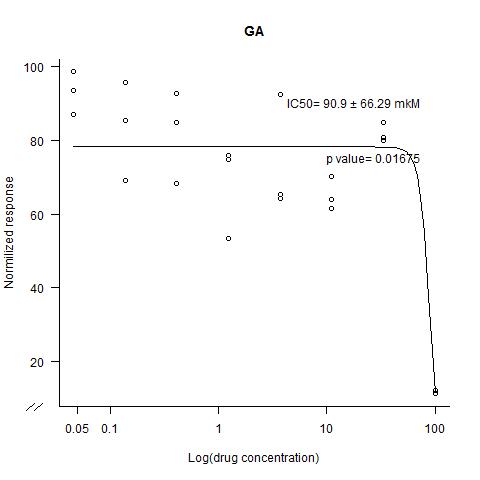 GA
100
80
60
40
20
Normilized response
IC50= 90.9 ± 66.29 mkM
p value= 0.01675
0.05 0.1 1 10 100
Log(drug concentration)